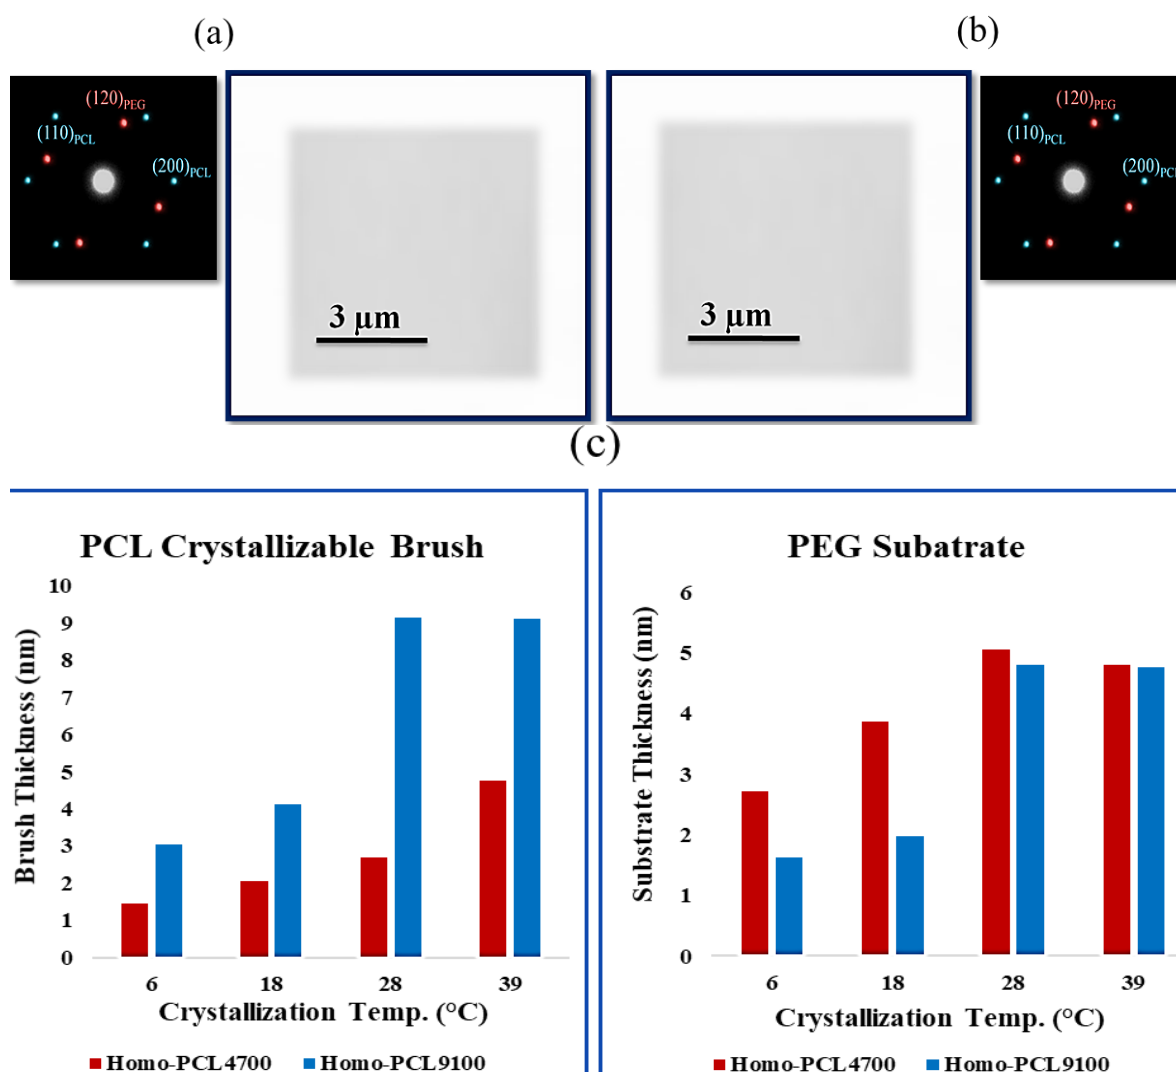 (a)
(b)
(120)PEG
(110)PCL
(200)PCL
3 µm
3 µm
(120)PEG
(110)PCL
(200)PCL
(c)
PCL Crystallizable Brush
Brush Thickness (nm)
10
9
8
7
6
5
4
3
2
1
0
6 18 28 39
Crystallization Temp. (°C)
Homo-PCL4700 Homo-PCL9100
PEG Subatrate
Substrate Thickness (nm)
6
5
4
3
2
1
0
6 18 28 39
Crystallization Temp. (°C)
Homo-PCL4700 Homo-PCL9100